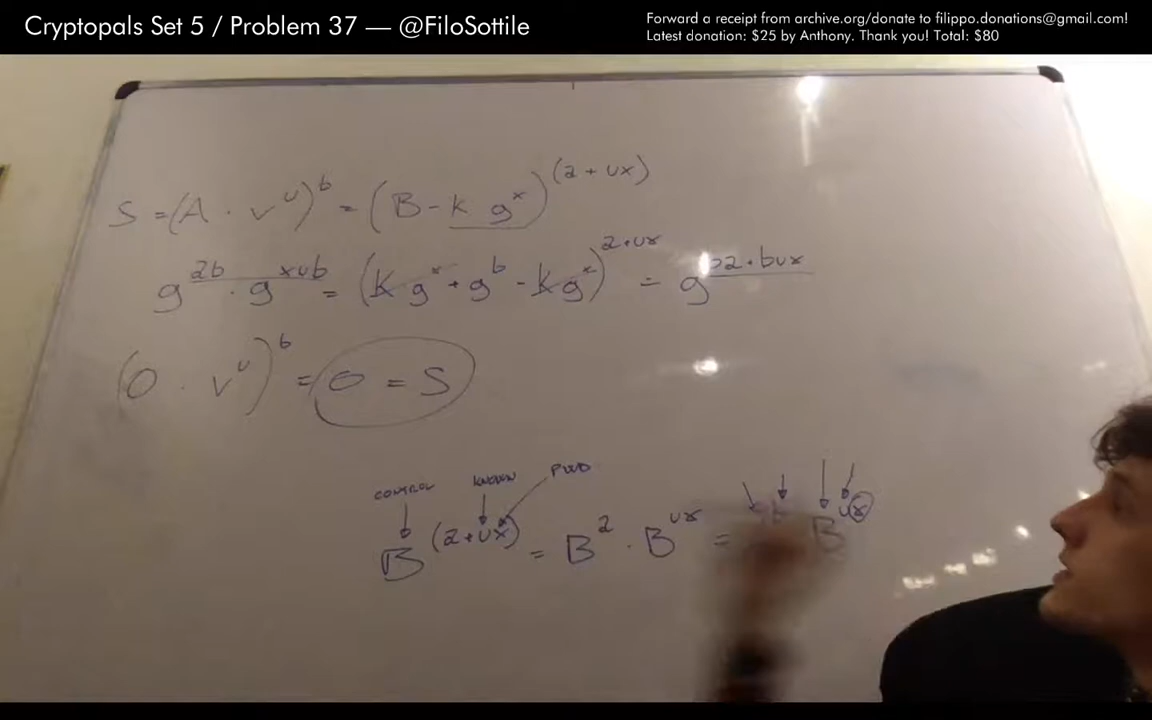 Cryptopals Set 5 / Problem 37 — @FiloSottile
Forward a receipt from archive.org/donate to filippo.donations@gmail.com!
Latest donation: $25 by Anthony. Thank you! Total: $80
S = (A · v^u)^b = (B - k g^x)^(a + ux)
g^ab · g^xub = (k g^x + g^b - k g^x)^a+ux = g^ba+bux
(0 · v^u)^b = 0 = S
CONTROL KNOWN PWD
B^(a+ux) = B^a · B^ux = B^ux